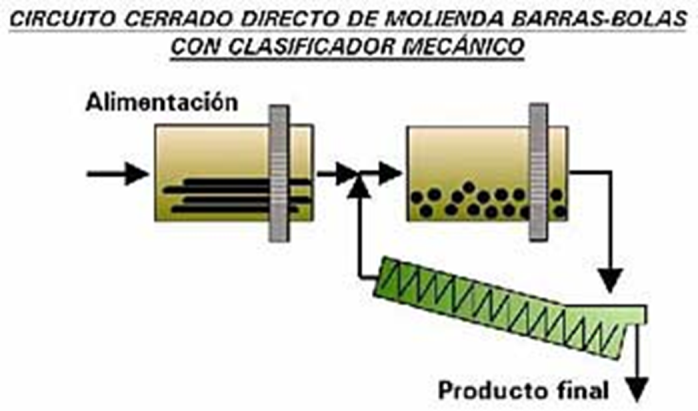 CIRCUITO CERRADO DIRECTO DE MOLIENDA BARRAS-BOLAS
CON CLASIFICADOR MECÁNICO
Alimentación
Producto final